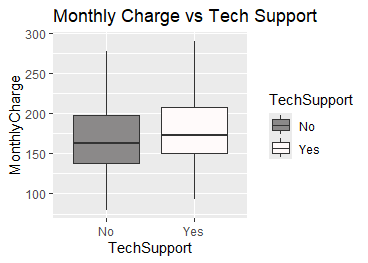 Monthly Charge vs Tech Support
MonthlyCharge
300
250
200
150
100
No
Yes
TechSupport
TechSupport
No
Yes